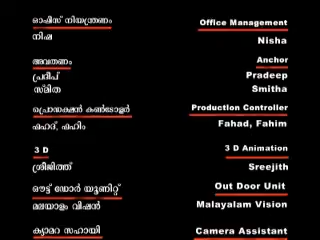 ഓഫീസ് നിയന്ത്രണം Office Management
നിഷ Nisha
അവതരണം Anchor
പ്രദീപ് Pradeep
സ്മിത Smitha
പ്രൊഡക്ഷൻ കൺട്രോളർ Production Controller
ഫഹദ്, ഫഹിം Fahad, Fahim
3 D 3 D Animation
ശ്രീജിത്ത് Sreejith
ഔട്ട് ഡോർ യൂണിറ്റ് Out Door Unit
മലയാളം വിഷൻ Malayalam Vision
ക്യാമറ സഹായി Camera Assistant